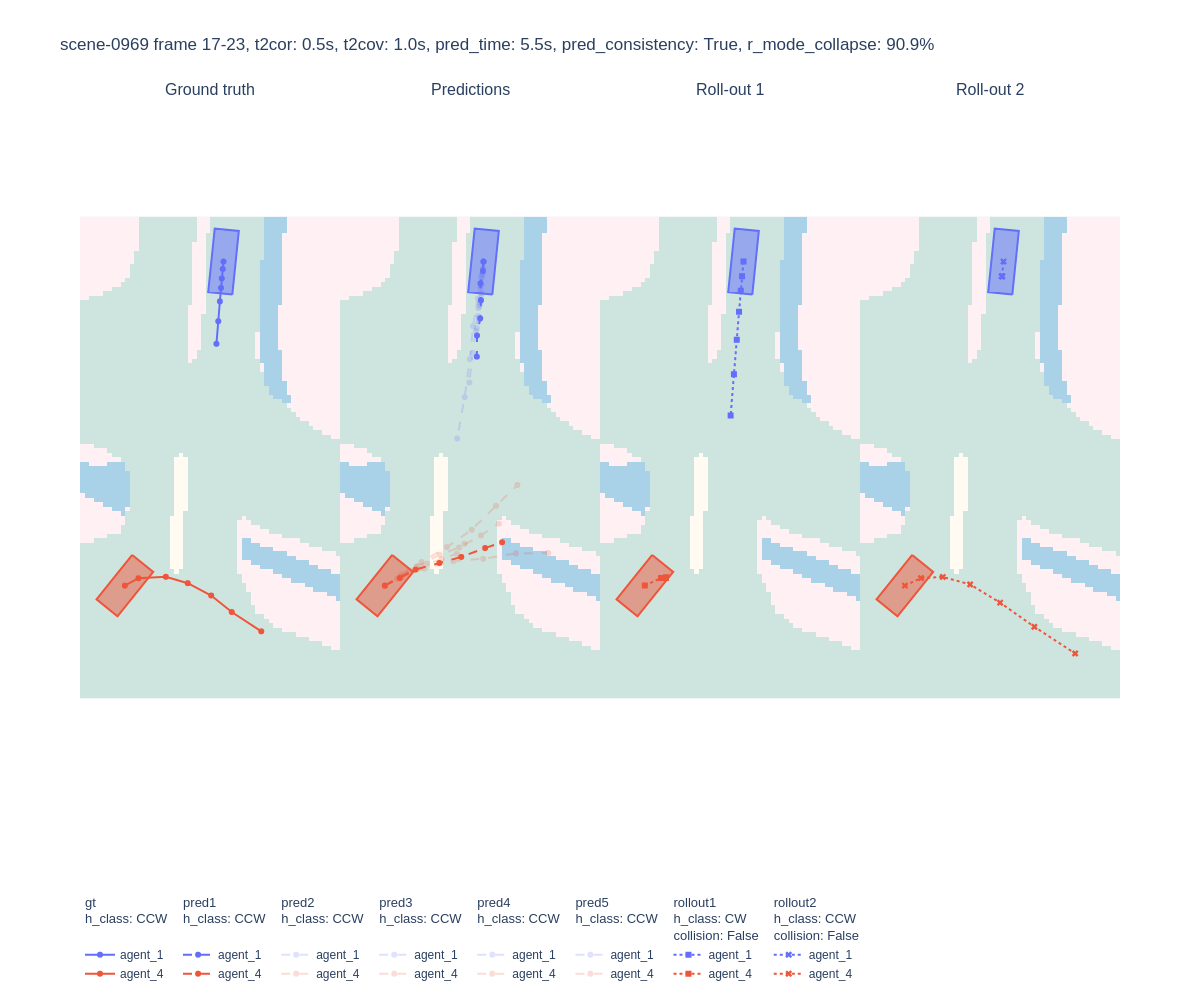 scene-0969 frame 17-23, t2cor: 0.5s, t2cov: 1.0s, pred_time: 5.5s, pred_consistency: True, r_mode_collapse: 90.9%
Ground truth Predictions Roll-out 1 Roll-out 2
gt pred1 pred2 pred3 pred4 pred5 rollout1 rollout2
h_class: CCW h_class: CCW h_class: CCW h_class: CCW h_class: CCW h_class: CCW h_class: CW h_class: CCW
collision: False collision: False
agent_1 agent_1 agent_1 agent_1 agent_1 agent_1 agent_1 agent_1
agent_4 agent_4 agent_4 agent_4 agent_4 agent_4 agent_4 agent_4